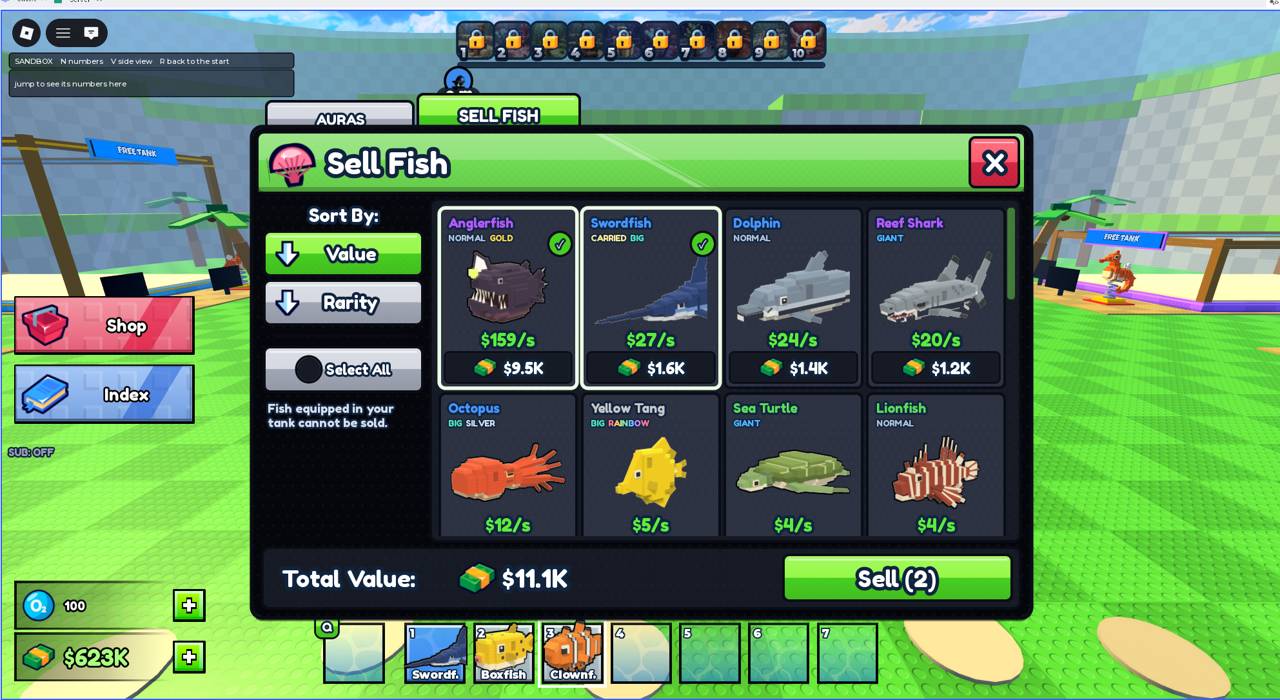 SANDBOX N numbers V side view R back to the start
jump to see its numbers here
1 2 3 4 5 6 7 8 9 10
AURAS
SELL FISH
FREE TANK
Sell Fish
Sort By:
Value
Rarity
Select All
Fish equipped in your
tank cannot be sold.
Anglerfish
NORMAL GOLD
$159/s
$9.5K
Swordfish
CARRIED BIG
$27/s
$1.6K
Dolphin
NORMAL
$24/s
$1.4K
Reef Shark
GIANT
$20/s
$1.2K
Octopus
BIG SILVER
$12/s
Yellow Tang
BIG RAINBOW
$5/s
Sea Turtle
GIANT
$4/s
Lionfish
NORMAL
$4/s
FREE TANK
Shop
Index
SUB: OFF
Total Value:
$11.1K
Sell (2)
O2 100
$623K
Q
1 Swordf.
2 Boxfish
3 Clownf.
4
5
6
7